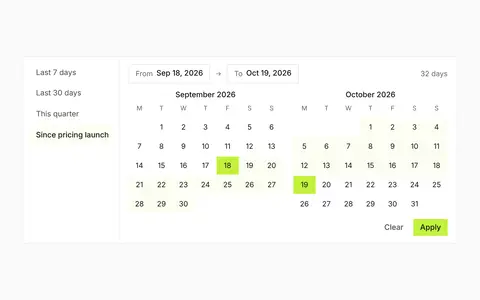 Last 7 days
Last 30 days
This quarter
Since pricing launch
From Sep 18, 2026 → To Oct 19, 2026
32 days
September 2026
M T W T F S S
1 2 3 4 5 6
7 8 9 10 11 12 13
14 15 16 17 18 19 20
21 22 23 24 25 26 27
28 29 30
October 2026
M T W T F S S
1 2 3 4
5 6 7 8 9 10 11
12 13 14 15 16 17 18
19 20 21 22 23 24 25
26 27 28 29 30 31
Clear
Apply